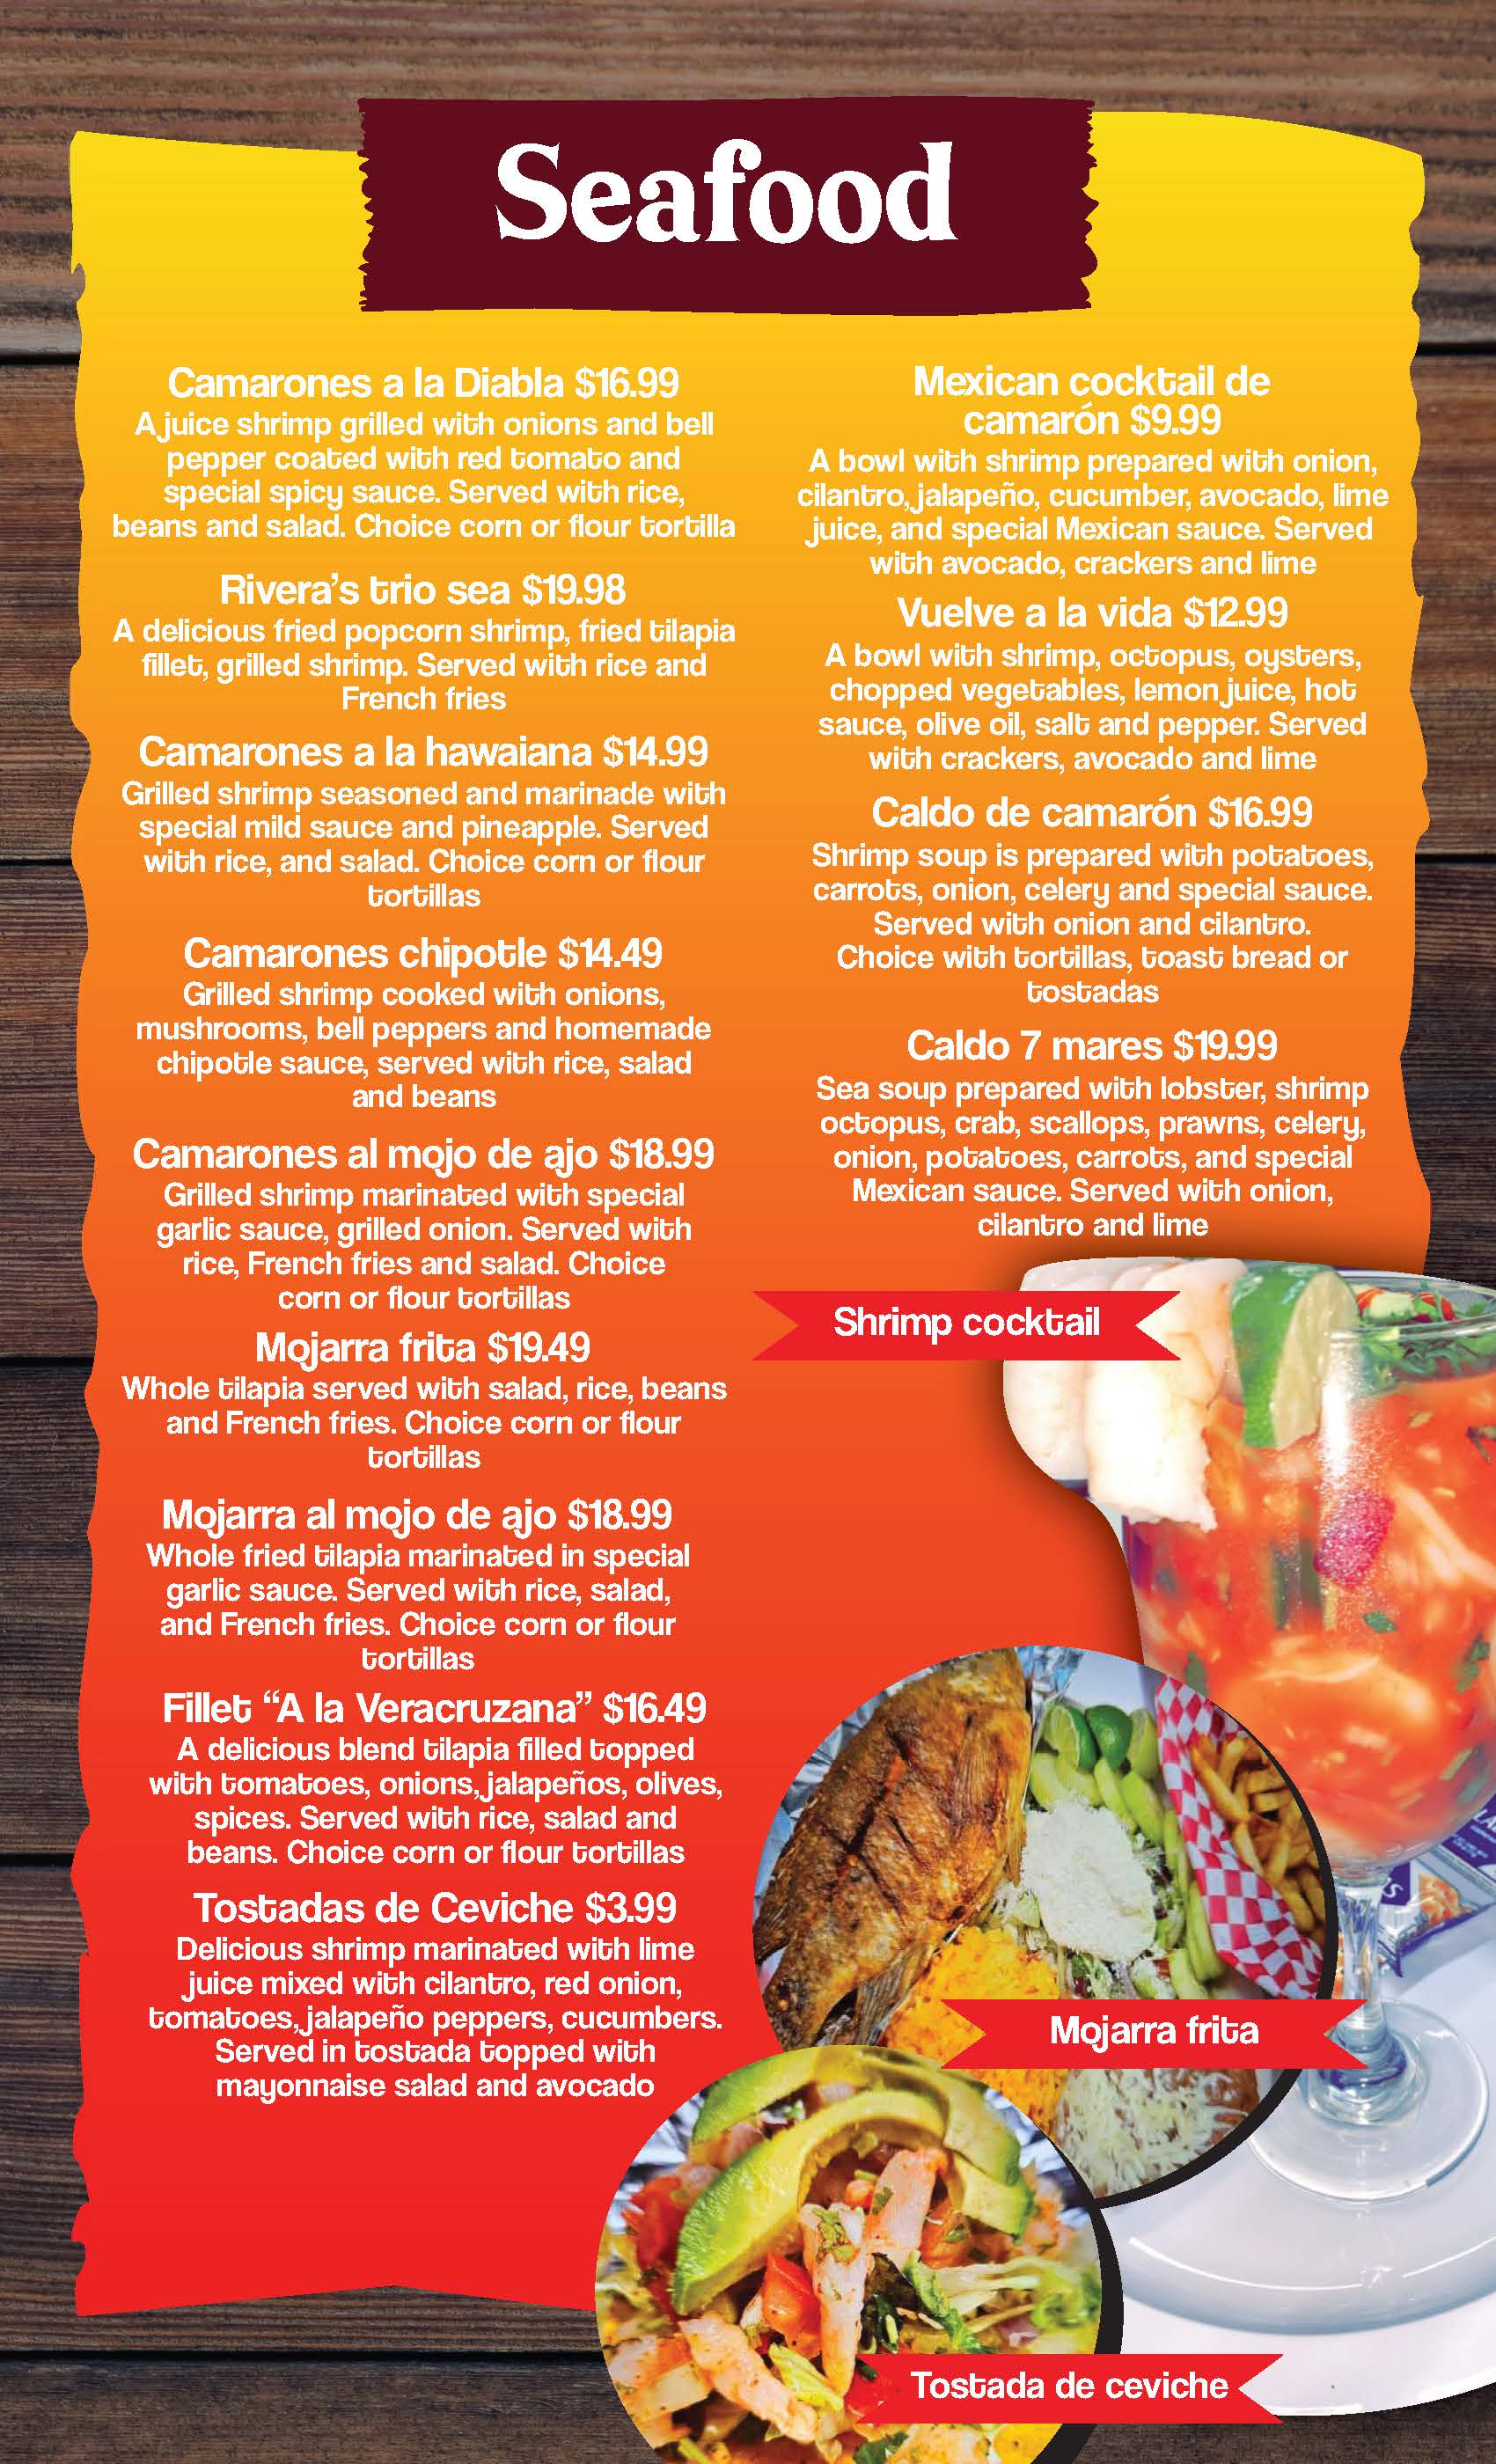 Seafood
Camarones a la Diabla $16.99
A juice shrimp grilled with onions and bell
pepper coated with red tomato and
special spicy sauce. Served with rice,
beans and salad. Choice corn or flour tortilla
Rivera's trio sea $19.98
A delicious fried popcorn shrimp, fried tilapia
fillet, grilled shrimp. Served with rice and
French fries
Camarones a la hawaiana $14.99
Grilled shrimp seasoned and marinade with
special mild sauce and pineapple. Served
with rice, and salad. Choice corn or flour
tortillas
Camarones chipotle $14.49
Grilled shrimp cooked with onions,
mushrooms, bell peppers and homemade
chipotle sauce, served with rice, salad
and beans
Camarones al mojo de ajo $18.99
Grilled shrimp marinated with special
garlic sauce, grilled onion. Served with
rice, French fries and salad. Choice
corn or flour tortillas
Mojarra frita $19.49
Whole tilapia served with salad, rice, beans
and French fries. Choice corn or flour
tortillas
Mojarra al mojo de ajo $18.99
Whole fried tilapia marinated in special
garlic sauce. Served with rice, salad,
and French fries. Choice corn or flour
tortillas
Fillet “A la Veracruzana” $16.49
A delicious blend tilapia filled topped
with tomatoes, onions, jalapeños, olives,
spices. Served with rice, salad and
beans. Choice corn or flour tortillas
Tostadas de Ceviche $3.99
Delicious shrimp marinated with lime
juice mixed with cilantro, red onion,
tomatoes, jalapeño peppers, cucumbers.
Served in tostada topped with
mayonnaise salad and avocado
Mexican cocktail de
camarón $9.99
A bowl with shrimp prepared with onion,
cilantro, jalapeño, cucumber, avocado, lime
juice, and special Mexican sauce. Served
with avocado, crackers and lime
Vuelve a la vida $12.99
A bowl with shrimp, octopus, oysters,
chopped vegetables, lemon juice, hot
sauce, olive oil, salt and pepper. Served
with crackers, avocado and lime
Caldo de camarón $16.99
Shrimp soup is prepared with potatoes,
carrots, onion, celery and special sauce.
Served with onion and cilantro.
Choice with tortillas, toast bread or
tostadas
Caldo 7 mares $19.99
Sea soup prepared with lobster, shrimp
octopus, crab, scallops, prawns, celery,
onion, potatoes, carrots, and special
Mexican sauce. Served with onion,
cilantro and lime
Shrimp cocktail
Mojarra frita
Tostada de ceviche